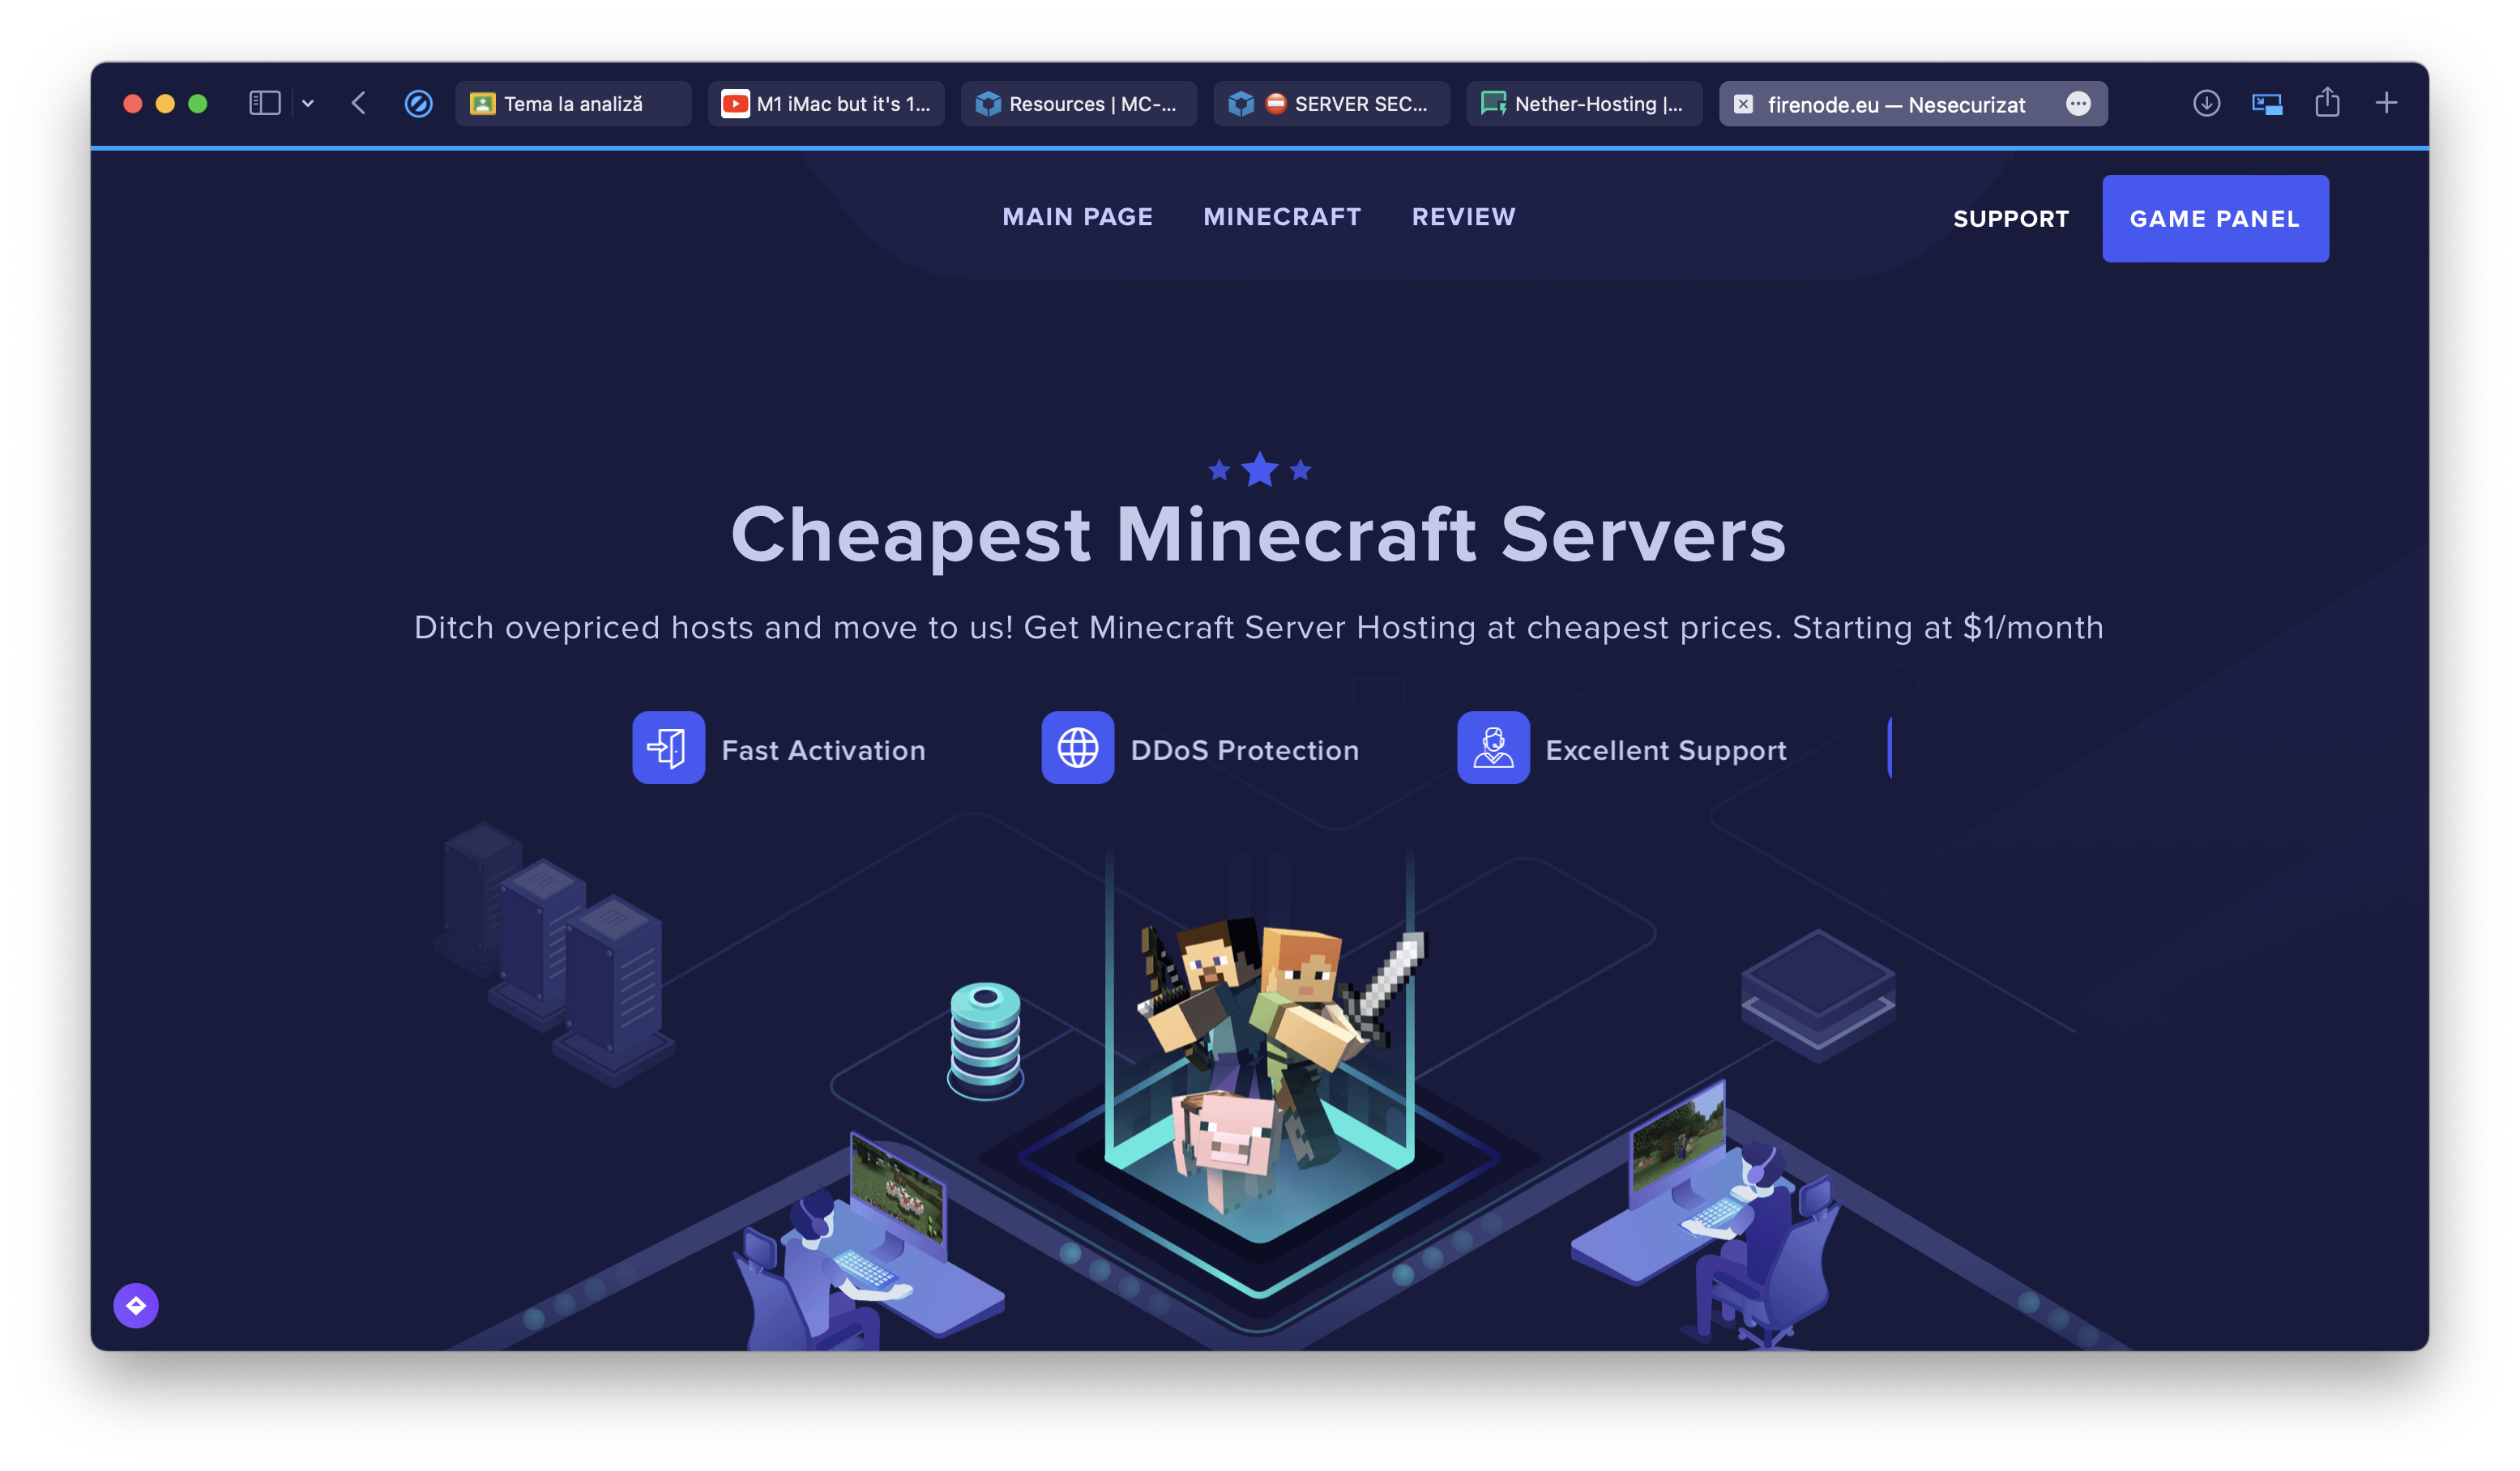 Tema la analiză
M1 iMac but it's 1...
Resources | MC-...
SERVER SEC...
Nether-Hosting |...
firenode.eu — Nesecurizat
MAIN PAGE
MINECRAFT
REVIEW
SUPPORT
GAME PANEL
Cheapest Minecraft Servers
Ditch ovepriced hosts and move to us! Get Minecraft Server Hosting at cheapest prices. Starting at $1/month
Fast Activation
DDoS Protection
Excellent Support